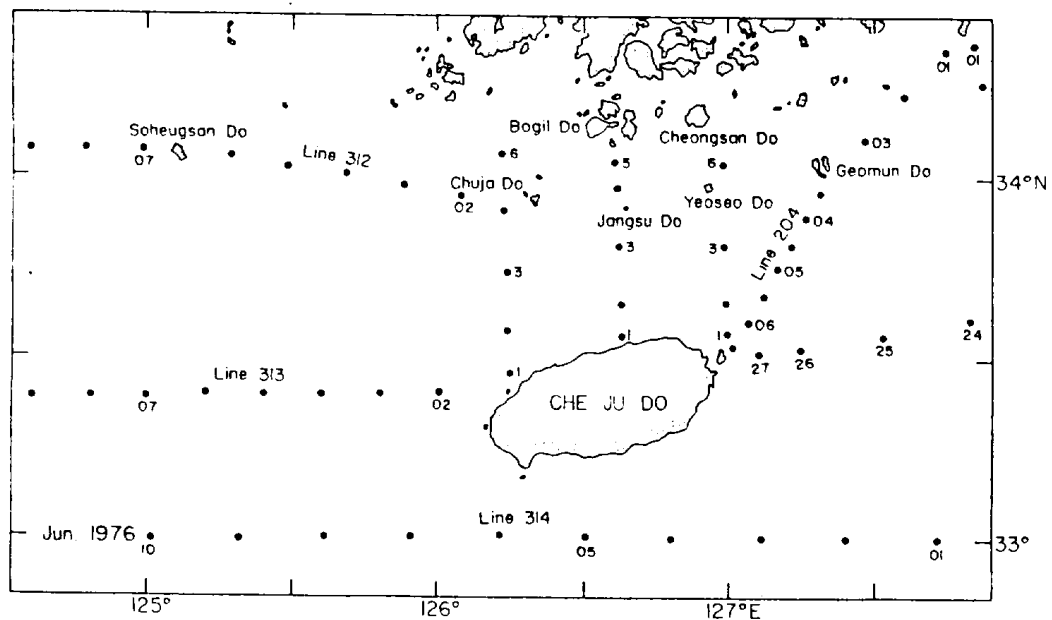 01
01
Soheugsan Do
Bogil Do
Cheongsan Do
03
07
Line 312
6
5
6
Geomun Do
34°N
Chuja Do
02
Yeoseo Do
Jangsu Do
04
3
3
3
Line 204
05
1
1
1
06
24
25
26
27
Line 313
07
02
CHE JU DO
Line 314
Jun. 1976
10
05
01
33°
125°
126°
127°E